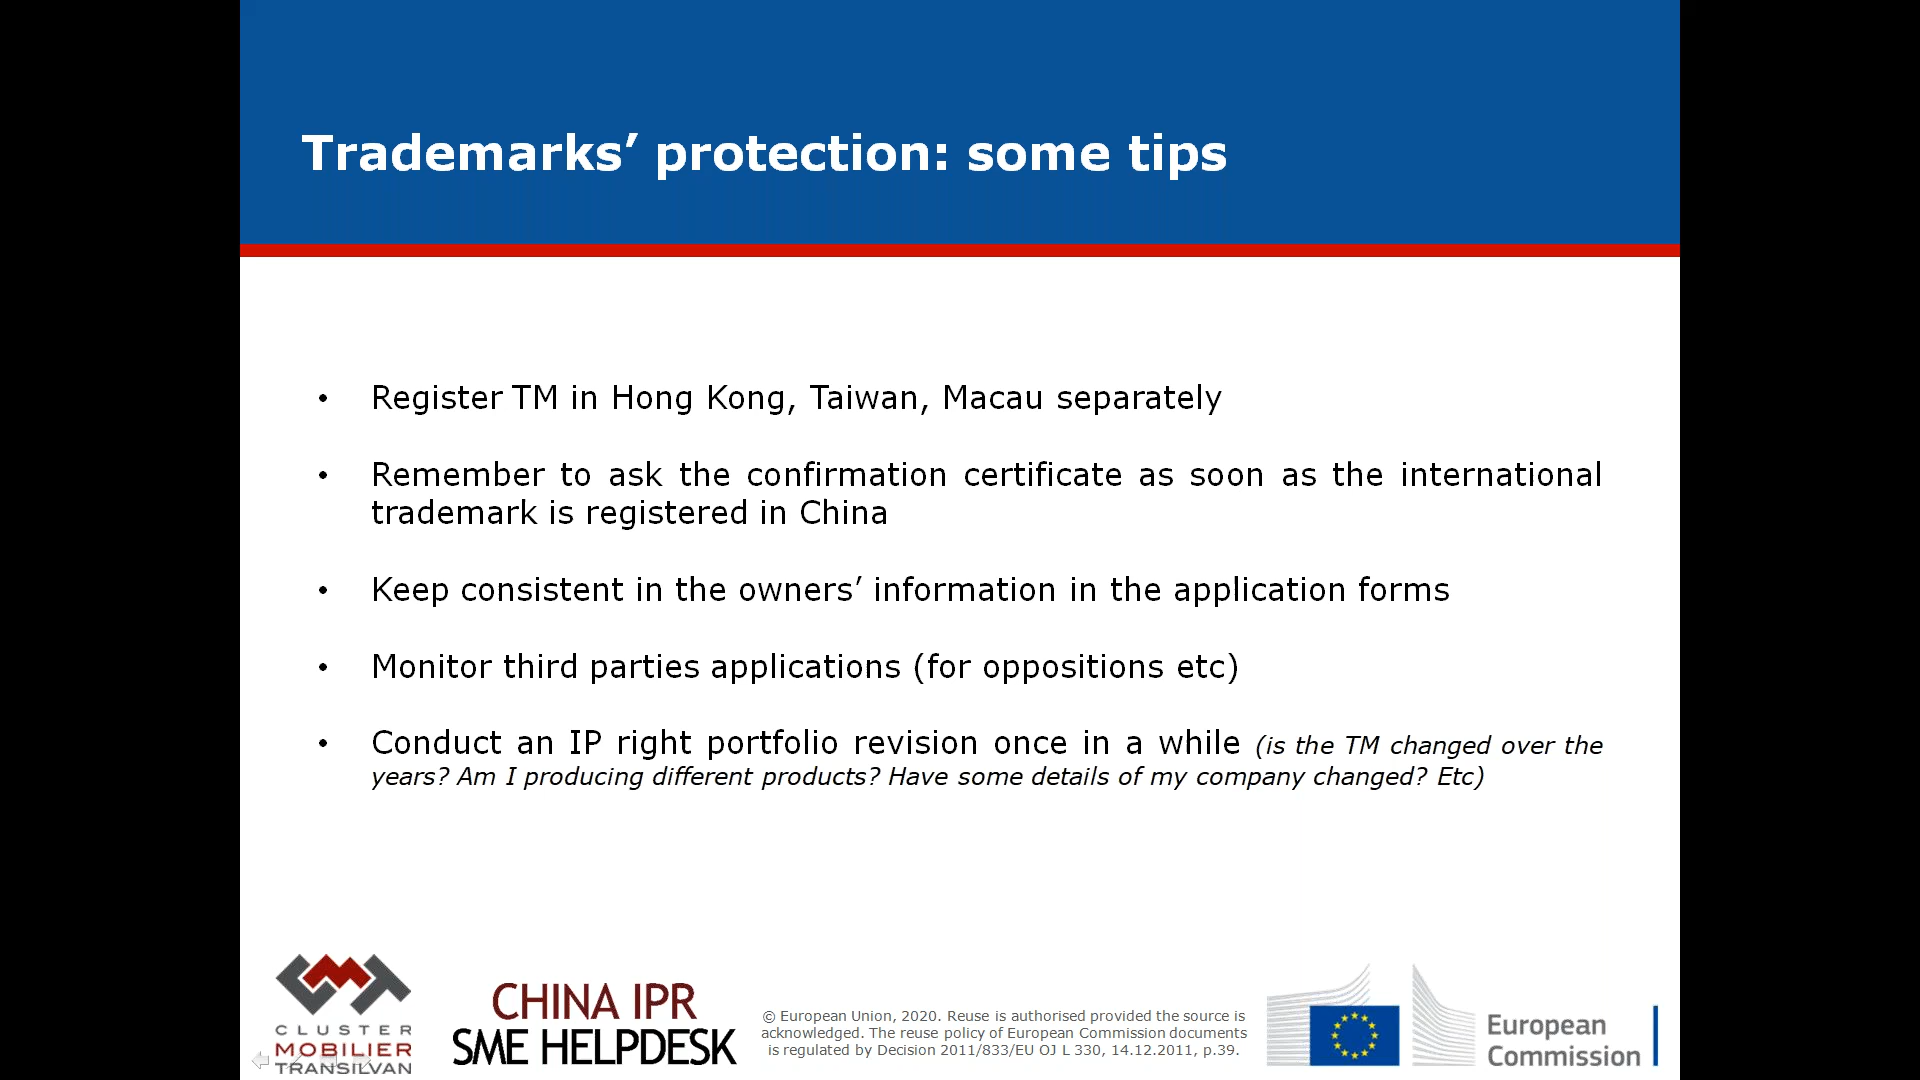 Trademarks’ protection: some tips
• Register TM in Hong Kong, Taiwan, Macau separately
• Remember to ask the confirmation certificate as soon as the international
trademark is registered in China
• Keep consistent in the owners’ information in the application forms
• Monitor third parties applications (for oppositions etc)
• Conduct an IP right portfolio revision once in a while (is the TM changed over the
years? Am I producing different products? Have some details of my company changed? Etc)
CLUSTER
MOBILIER
TRANSILVAN
CHINA IPR
SME HELPDESK
© European Union, 2020. Reuse is authorised provided the source is
acknowledged. The reuse policy of European Commission documents
is regulated by Decision 2011/833/EU OJ L 330, 14.12.2011, p.39.
European
Commission